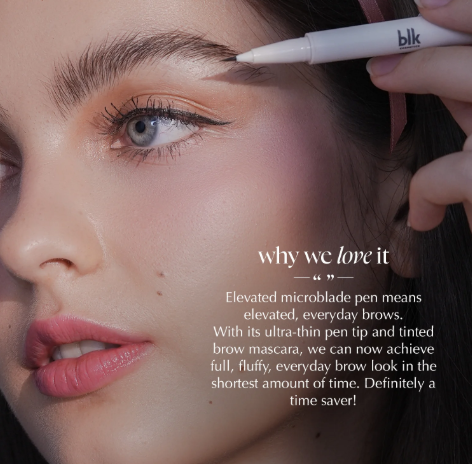 blk
why we love it
“ ”
Elevated microblade pen means
elevated, everyday brows.
With its ultra-thin pen tip and tinted
brow mascara, we can now achieve
full, fluffy, everyday brow look in the
shortest amount of time. Definitely a
time saver!